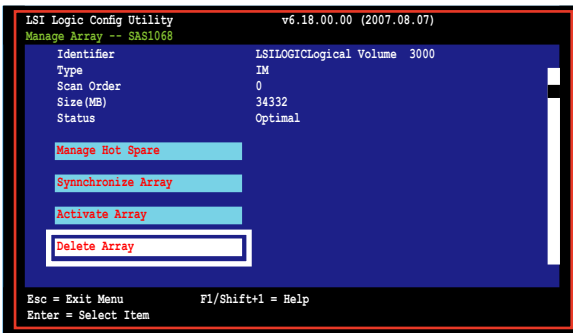 LSI Logic Config Utility v6.18.00.00 (2007.08.07)
Manage Array -- SAS1068
Identifier LSILOGICLogical Volume 3000
Type IM
Scan Order 0
Size(MB) 34332
Status Optimal
Manage Hot Spare
Synnchronize Array
Activate Array
Delete Array
Esc = Exit Menu F1/Shift+1 = Help
Enter = Select Item